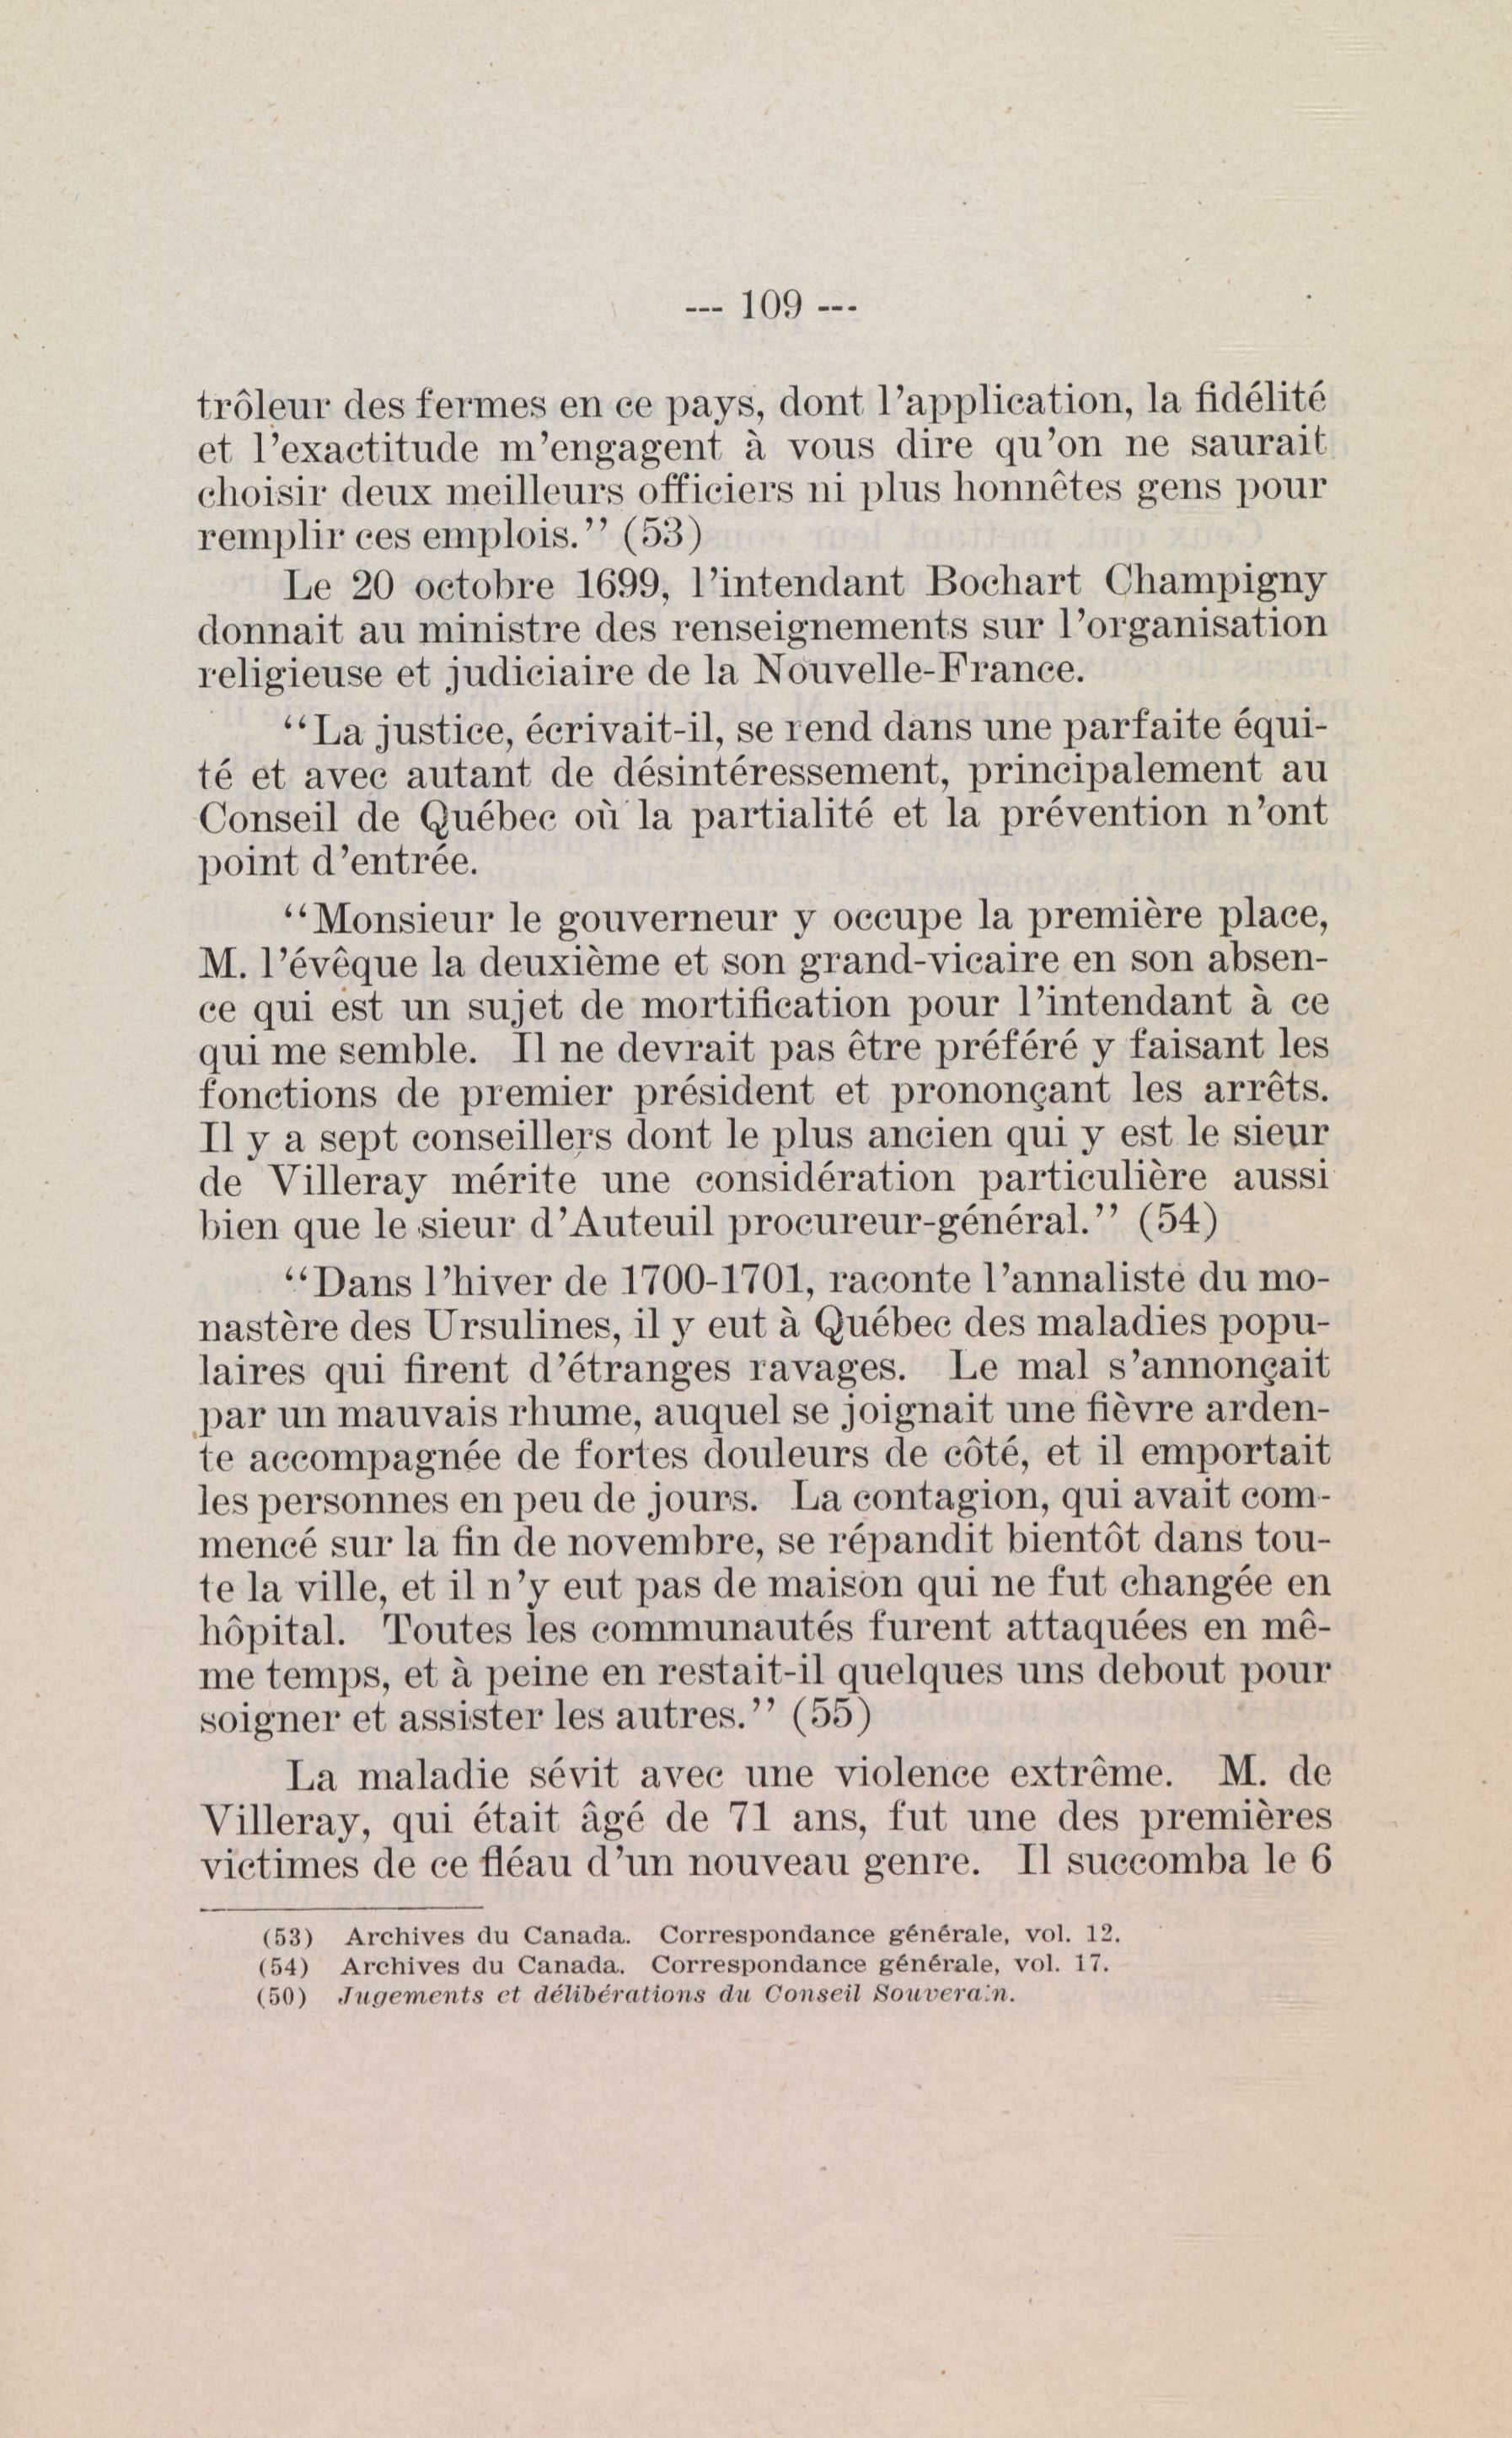 --- 109 ---
trôleur des fermes en ce pays, dont l'application, la fidélité
et l'exactitude m'engagent à vous dire qu'on ne saurait
choisir deux meilleurs officiers ni plus honnêtes gens pour
remplir ces emplois.'' (53)
Le 20 octobre 1699, l'intendant Bochart Champigny
donnait au ministre des renseignements sur l'organisation
religieuse et judiciaire de la Nouvelle-France.
‘‘La justice, écrivait-il, se rend dans une parfaite équi-
té et avec autant de désintéressement, principalement au
Conseil de Québec où la partialité et la prévention n'ont
point d'entrée.
‘‘Monsieur le gouverneur y occupe la première place,
M. l'évêque la deuxième et son grand-vicaire en son absen-
ce qui est un sujet de mortification pour l'intendant à ce
qui me semble. Il ne devrait pas être préféré y faisant les
fonctions de premier président et prononçant les arrêts.
Il y a sept conseillers dont le plus ancien qui y est le sieur
de Villeray mérite une considération particulière aussi
bien que le sieur d'Auteuil procureur-général.'' (54)
‘‘Dans l'hiver de 1700-1701, raconte l'annaliste du mo-
nastère des Ursulines, il y eut à Québec des maladies popu-
laires qui firent d'étranges ravages. Le mal s'annonçait
par un mauvais rhume, auquel se joignait une fièvre arden-
te accompagnée de fortes douleurs de côté, et il emportait
les personnes en peu de jours. La contagion, qui avait com-
mencé sur la fin de novembre, se répandit bientôt dans tou-
te la ville, et il n'y eut pas de maison qui ne fut changée en
hôpital. Toutes les communautés furent attaquées en mê-
me temps, et à peine en restait-il quelques uns debout pour
soigner et assister les autres.'' (55)
La maladie sévit avec une violence extrême. M. de
Villeray, qui était âgé de 71 ans, fut une des premières
victimes de ce fléau d'un nouveau genre. Il succomba le 6
(53) Archives du Canada. Correspondance générale, vol. 12.
(54) Archives du Canada. Correspondance générale, vol. 17.
(50) Jugements et délibérations du Conseil Souverain.